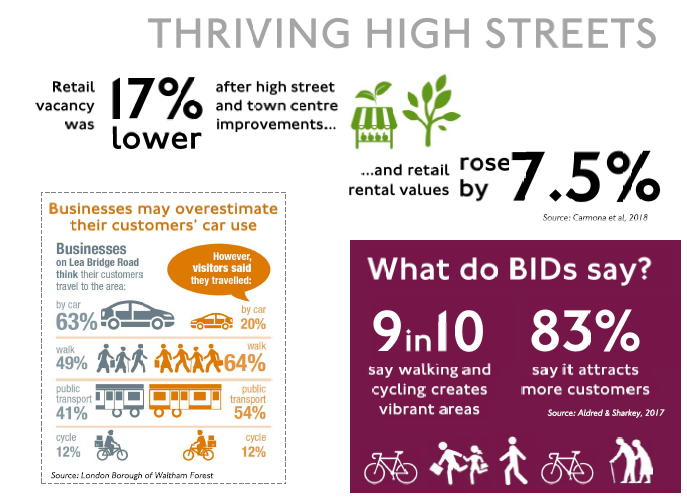 THRIVING HIGH STREETS
Retail
vacancy
was
17%
lower
after high street
and town centre
improvements...
...and retail
rental values
rose
by
7.5%
Source: Carmona et al, 2018
Businesses may overestimate
their customers' car use
Businesses
on Lea Bridge Road
think their customers
travel to the area:
However,
visitors said
they travelled:
by car
63%
by car
20%
walk
49%
walk
64%
public
transport
41%
public
transport
54%
cycle
12%
cycle
12%
Source: London Borough of Waltham Forest
What do BIDs say?
9in10
say walking and
cycling creates
vibrant areas
83%
say it attracts
more customers
Source: Aldred & Sharkey, 2017